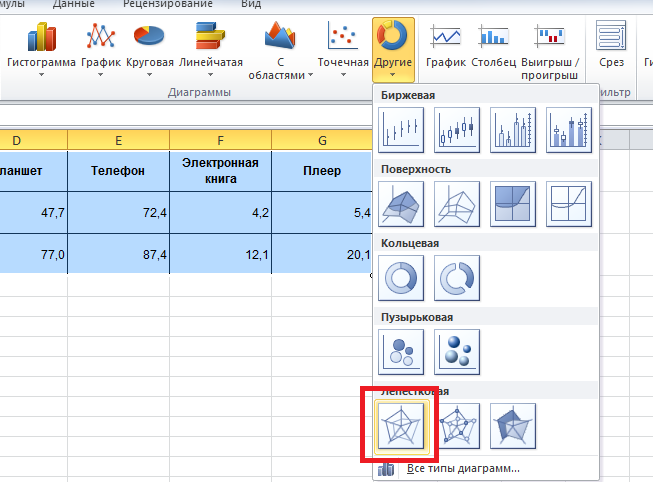 мулы Данные Рецензирование Вид
Гистограмма График Круговая Линейчатая С областями Точечная Другие График Столбец Выигрыш / проигрыш Срез
Диаграммы
ильтр
Биржевая
D E F G K
ланшет Телефон Электронная книга Плеер
Поверхность
47,7 72,4 4,2 5,4
77,0 87,4 12,1 20,1
Кольцевая
Пузырьковая
Лепестковая
Все типы диаграмм...